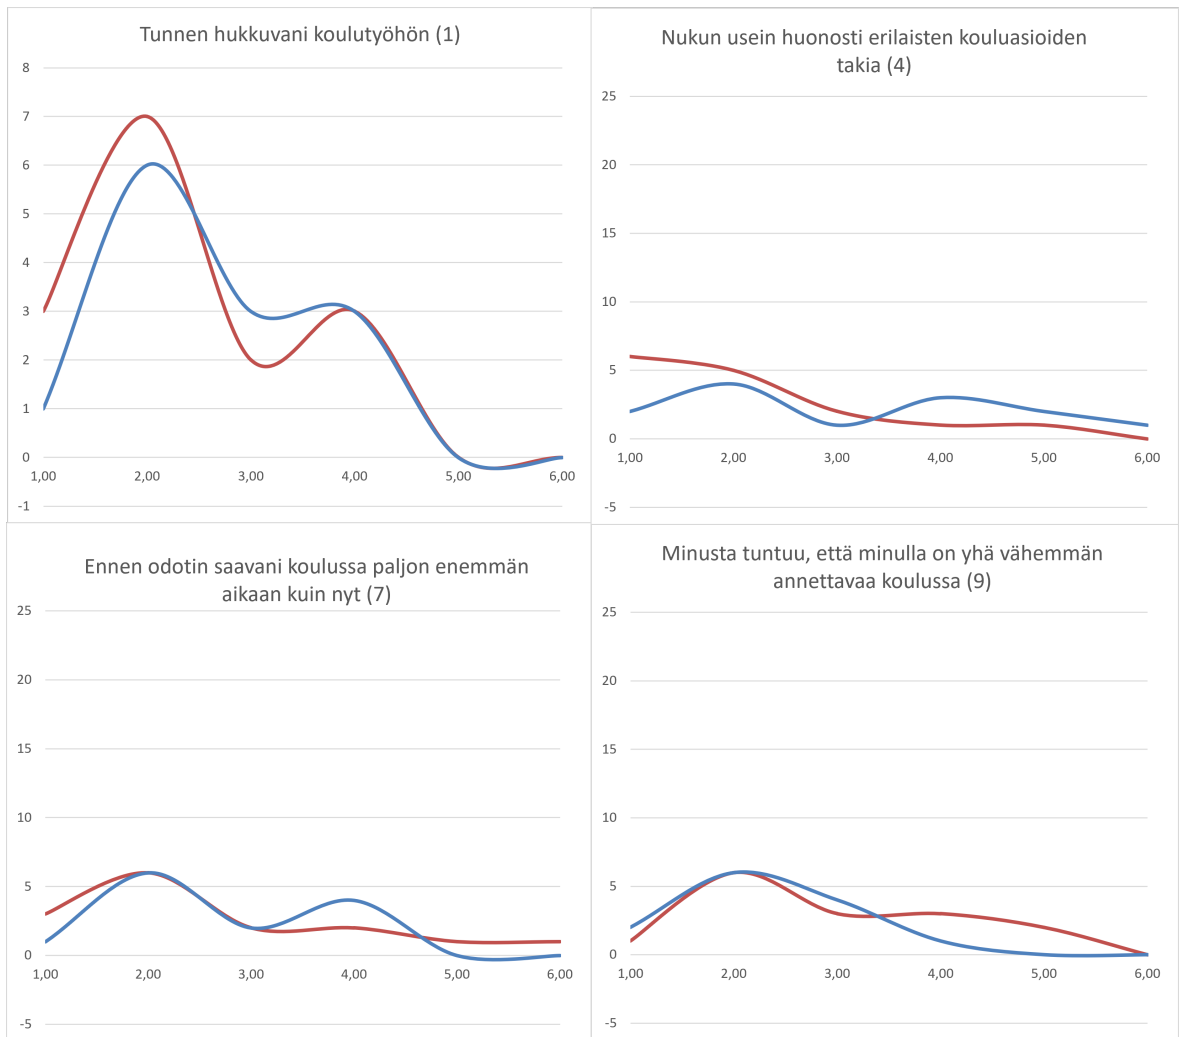 Tunnen hukkuvani koulutyöhön (1)
8
7
6
5
4
3
2
1
0
-1
1,00 2,00 3,00 4,00 5,00 6,00
Nukun usein huonosti erilaisten kouluasioiden
takia (4)
25
20
15
10
5
0
-5
1,00 2,00 3,00 4,00 5,00 6,00
Ennen odotin saavani koulussa paljon enemmän
aikaan kuin nyt (7)
25
20
15
10
5
0
-5
1,00 2,00 3,00 4,00 5,00 6,00
Minusta tuntuu, että minulla on yhä vähemmän
annettavaa koulussa (9)
25
20
15
10
5
0
-5
1,00 2,00 3,00 4,00 5,00 6,00